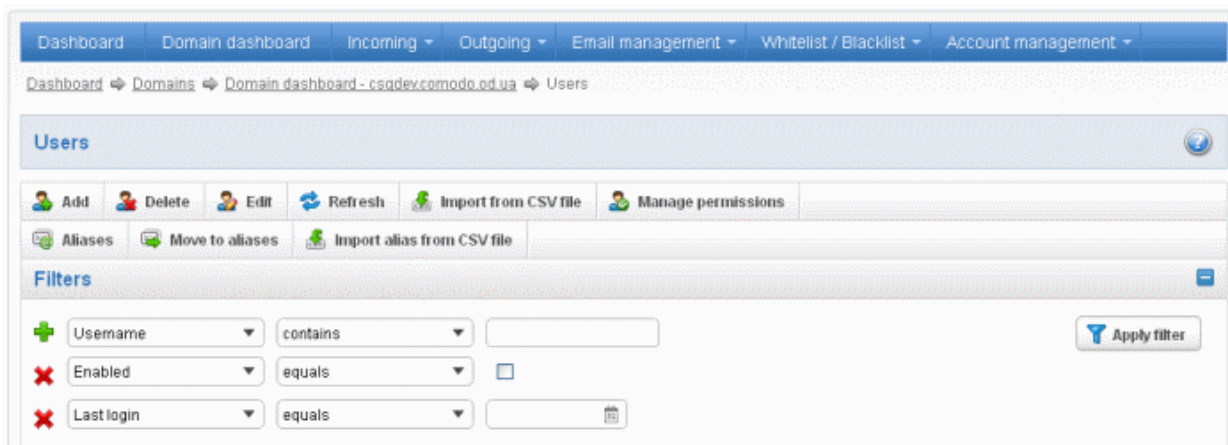 Dashboard Domain dashboard Incoming Outgoing Email management Whitelist / Blacklist Account management
Dashboard Domains Domain dashboard - csgdev.comodo.od.ua Users
Users
Add Delete Edit Refresh Import from CSV file Manage permissions
Aliases Move to aliases Import alias from CSV file
Filters
Username contains Apply filter
Enabled equals
Last login equals